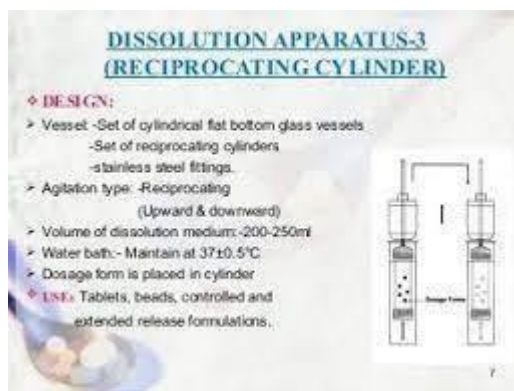 DISSOLUTION APPARATUS-3
(RECIPROCATING CYLINDER)
❖ DESIGN:
➢ Vessel: -Set of cylindrical flat bottom glass vessels
-Set of reciprocating cylinders
-stainless steel fittings.
➢ Agitation type: -Reciprocating
(Upward & downward)
➢ Volume of dissolution medium:-200-250ml
➢ Water bath:- Maintain at 37±0.5°C
➢ Dosage form is placed in cylinder
❖ USE: Tablets, beads, controlled and
extended release formulations.
Dosage Form
7